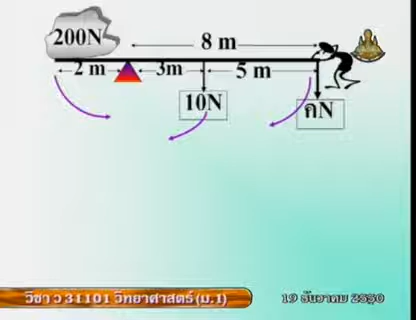 200N
8 m
2 m
3m
5 m
10N
กN
วิชา ว 31101 วิทยาศาสตร์ (ม.1)
19 ธันวาคม 2550